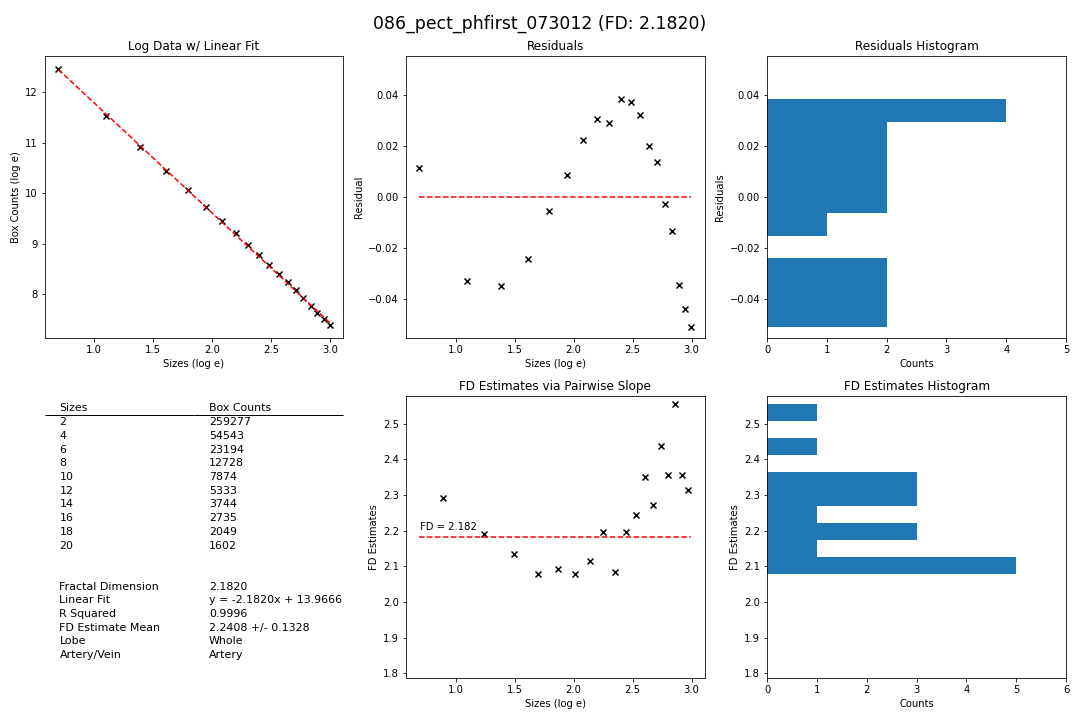 086_pect_phfirst_073012 (FD: 2.1820)
Log Data w/ Linear Fit
Box Counts (log e)
12
11
10
9
8
1.0 1.5 2.0 2.5 3.0
Sizes (log e)
Residuals
Residual
0.04
0.02
0.00
−0.02
−0.04
1.0 1.5 2.0 2.5 3.0
Sizes (log e)
Residuals Histogram
Residuals
0.04
0.02
0.00
−0.02
−0.04
0 1 2 3 4 5
Counts
Sizes Box Counts
2 259277
4 54543
6 23194
8 12728
10 7874
12 5333
14 3744
16 2735
18 2049
20 1602
Fractal Dimension 2.1820
Linear Fit y = -2.1820x + 13.9666
R Squared 0.9996
FD Estimate Mean 2.2408 +/- 0.1328
Lobe Whole
Artery/Vein Artery
FD Estimates via Pairwise Slope
FD Estimates
2.5
2.4
2.3
2.2
2.1
2.0
1.9
1.8
FD = 2.182
1.0 1.5 2.0 2.5 3.0
Sizes (log e)
FD Estimates Histogram
FD Estimates
2.5
2.4
2.3
2.2
2.1
2.0
1.9
1.8
0 1 2 3 4 5 6
Counts